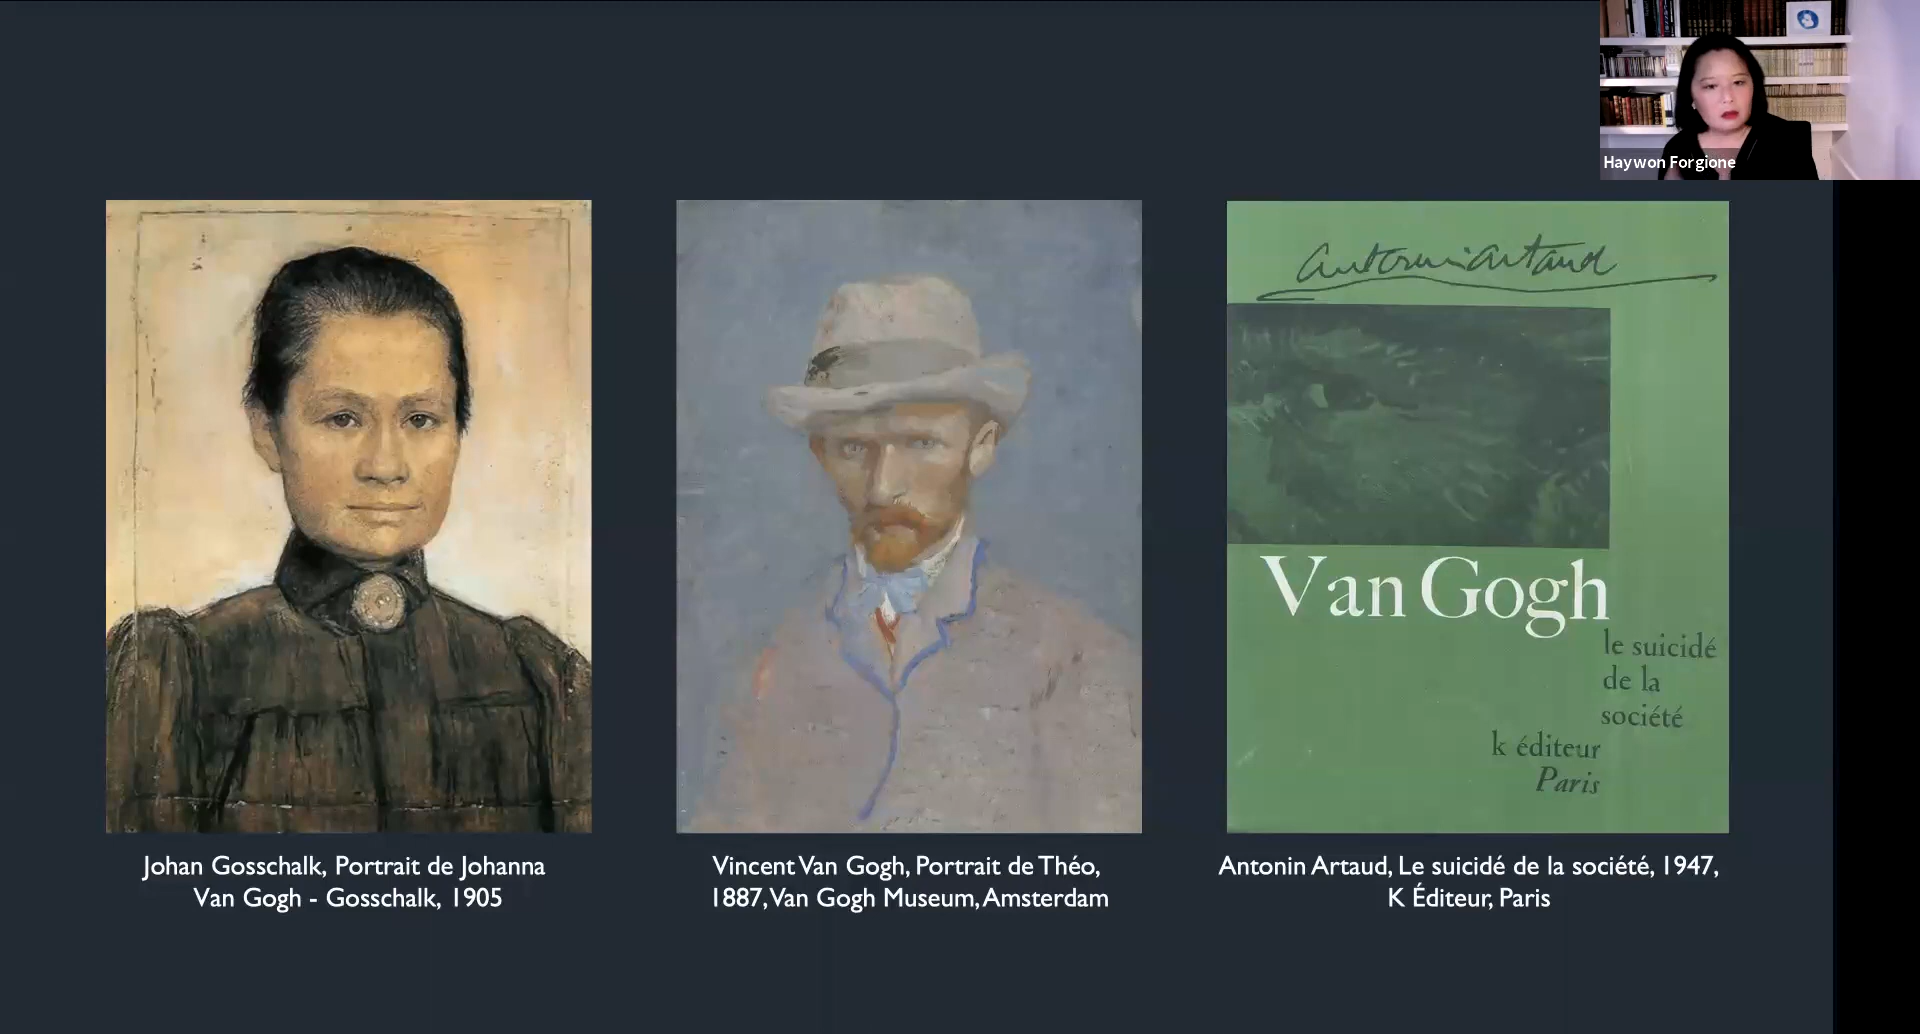 Haywon Forgione
Antonin Artaud
Van Gogh
le suicidé
de la
société
k éditeur
Paris
Johan Gosschalk, Portrait de Johanna
Van Gogh - Gosschalk, 1905
Vincent Van Gogh, Portrait de Théo,
1887, Van Gogh Museum, Amsterdam
Antonin Artaud, Le suicidé de la société, 1947,
K Éditeur, Paris